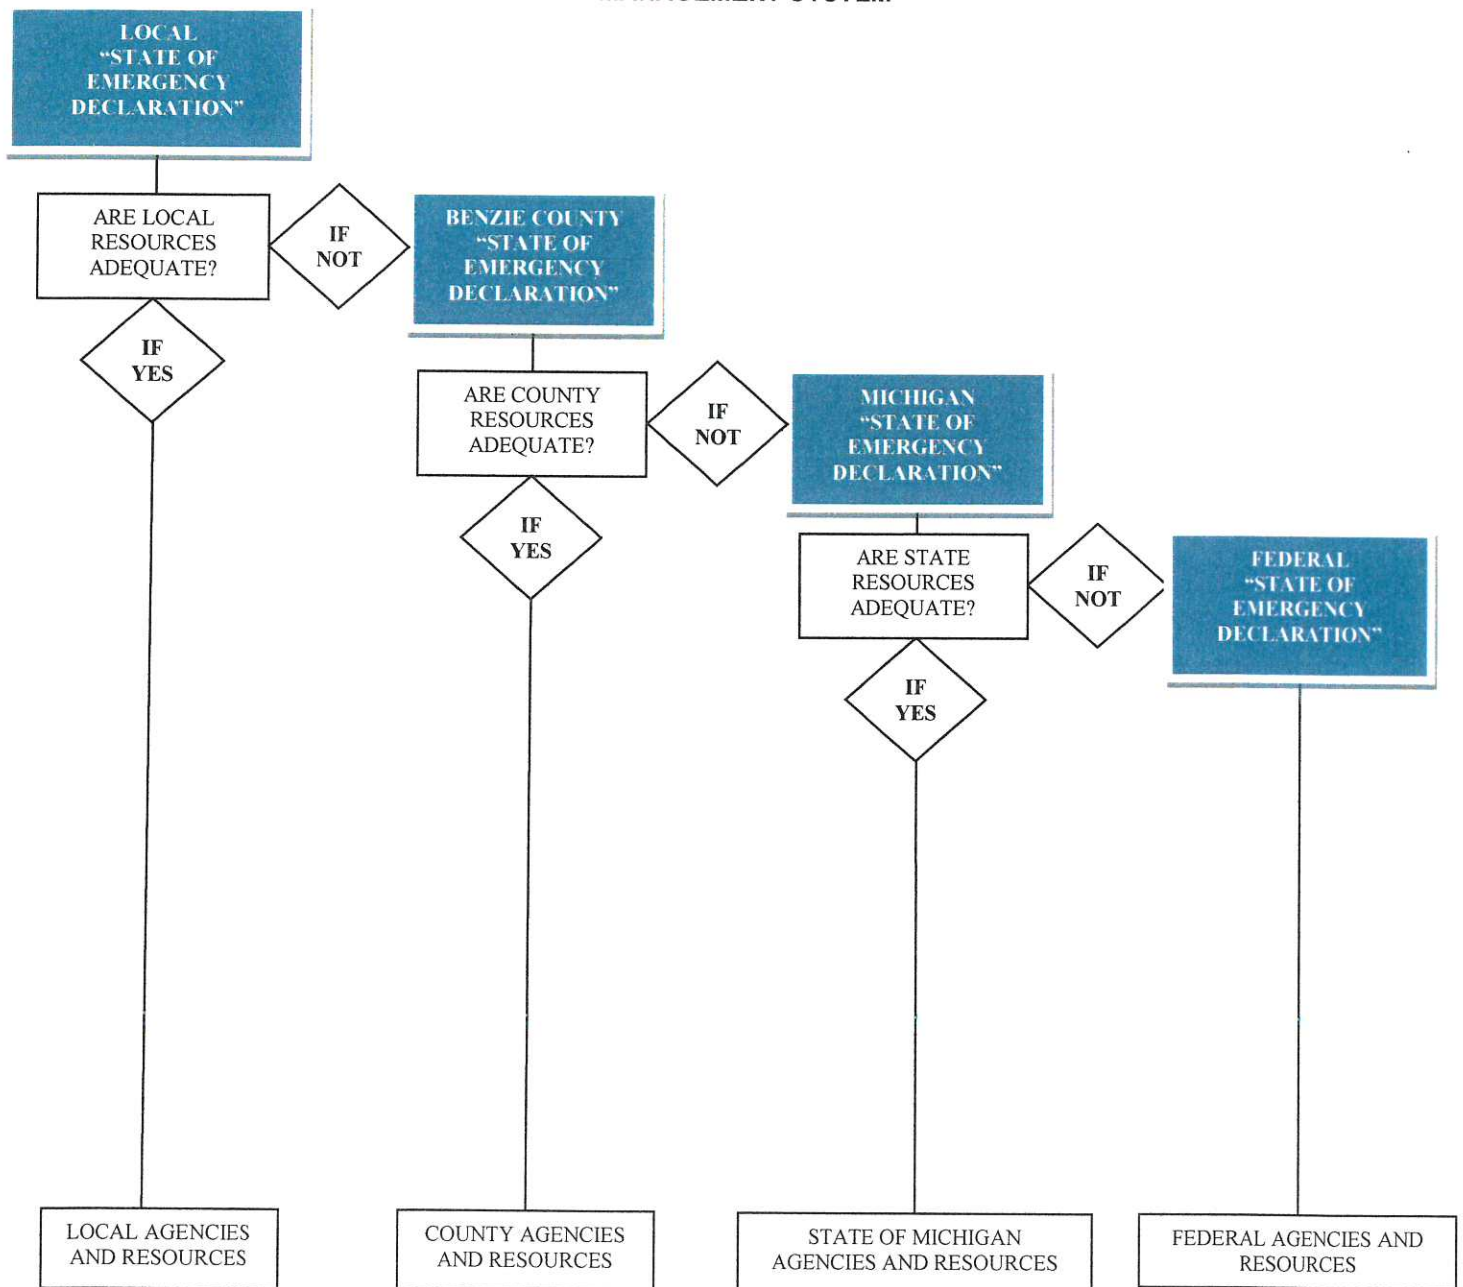 LOCAL
“STATE OF
EMERGENCY
DECLARATION”
ARE LOCAL
RESOURCES
ADEQUATE?
IF
NOT
IF
YES
BENZIE COUNTY
“STATE OF
EMERGENCY
DECLARATION”
ARE COUNTY
RESOURCES
ADEQUATE?
IF
NOT
IF
YES
MICHIGAN
“STATE OF
EMERGENCY
DECLARATION”
ARE STATE
RESOURCES
ADEQUATE?
IF
NOT
IF
YES
FEDERAL
“STATE OF
EMERGENCY
DECLARATION”
LOCAL AGENCIES
AND RESOURCES
COUNTY AGENCIES
AND RESOURCES
STATE OF MICHIGAN
AGENCIES AND RESOURCES
FEDERAL AGENCIES AND
RESOURCES